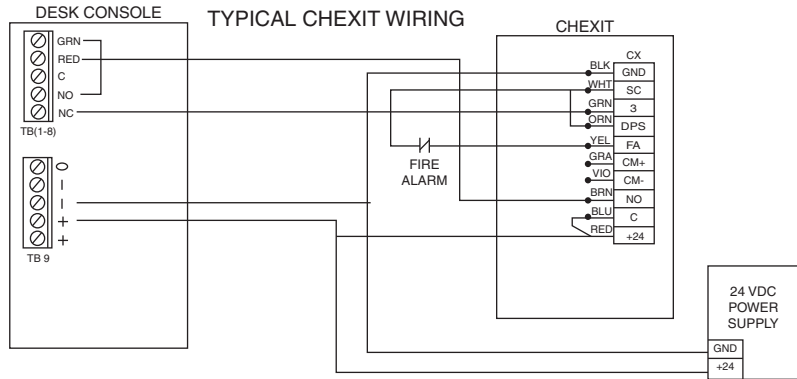 DESK CONSOLE
TYPICAL CHEXIT WIRING
CHEXIT
GRN
RED
C
NO
NC
TB(1-8)
O
–
–
+
+
TB 9
FIRE
ALARM
CX
BLK GND
WHT SC
GRN 3
ORN DPS
YEL FA
GRA CM+
VIO CM-
BRN NO
BLU C
RED +24
24 VDC
POWER
SUPPLY
GND
+24